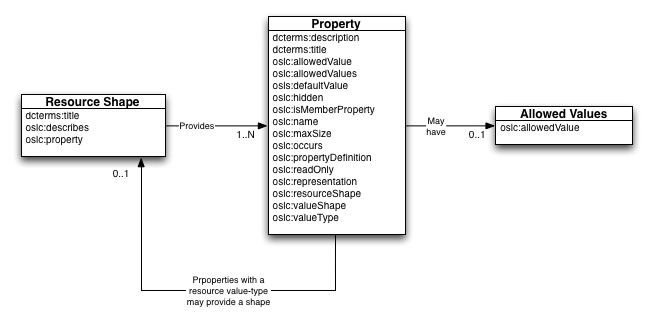 Resource Shape
dcterms:title
oslc:describes
oslc:property
Provides
1..N
Property
dcterms:description
dcterms:title
oslc:allowedValue
oslc:allowedValues
osls:defaultValue
oslc:hidden
oslc:isMemberProperty
oslc:name
oslc:maxSize
oslc:occurs
oslc:propertyDefinition
oslc:readOnly
oslc:representation
oslc:resourceShape
oslc:valueShape
oslc:valueType
May
have
0..1
Allowed Values
oslc:allowedValue
0..1
Prpoperties with a
resource value-type
may provide a shape